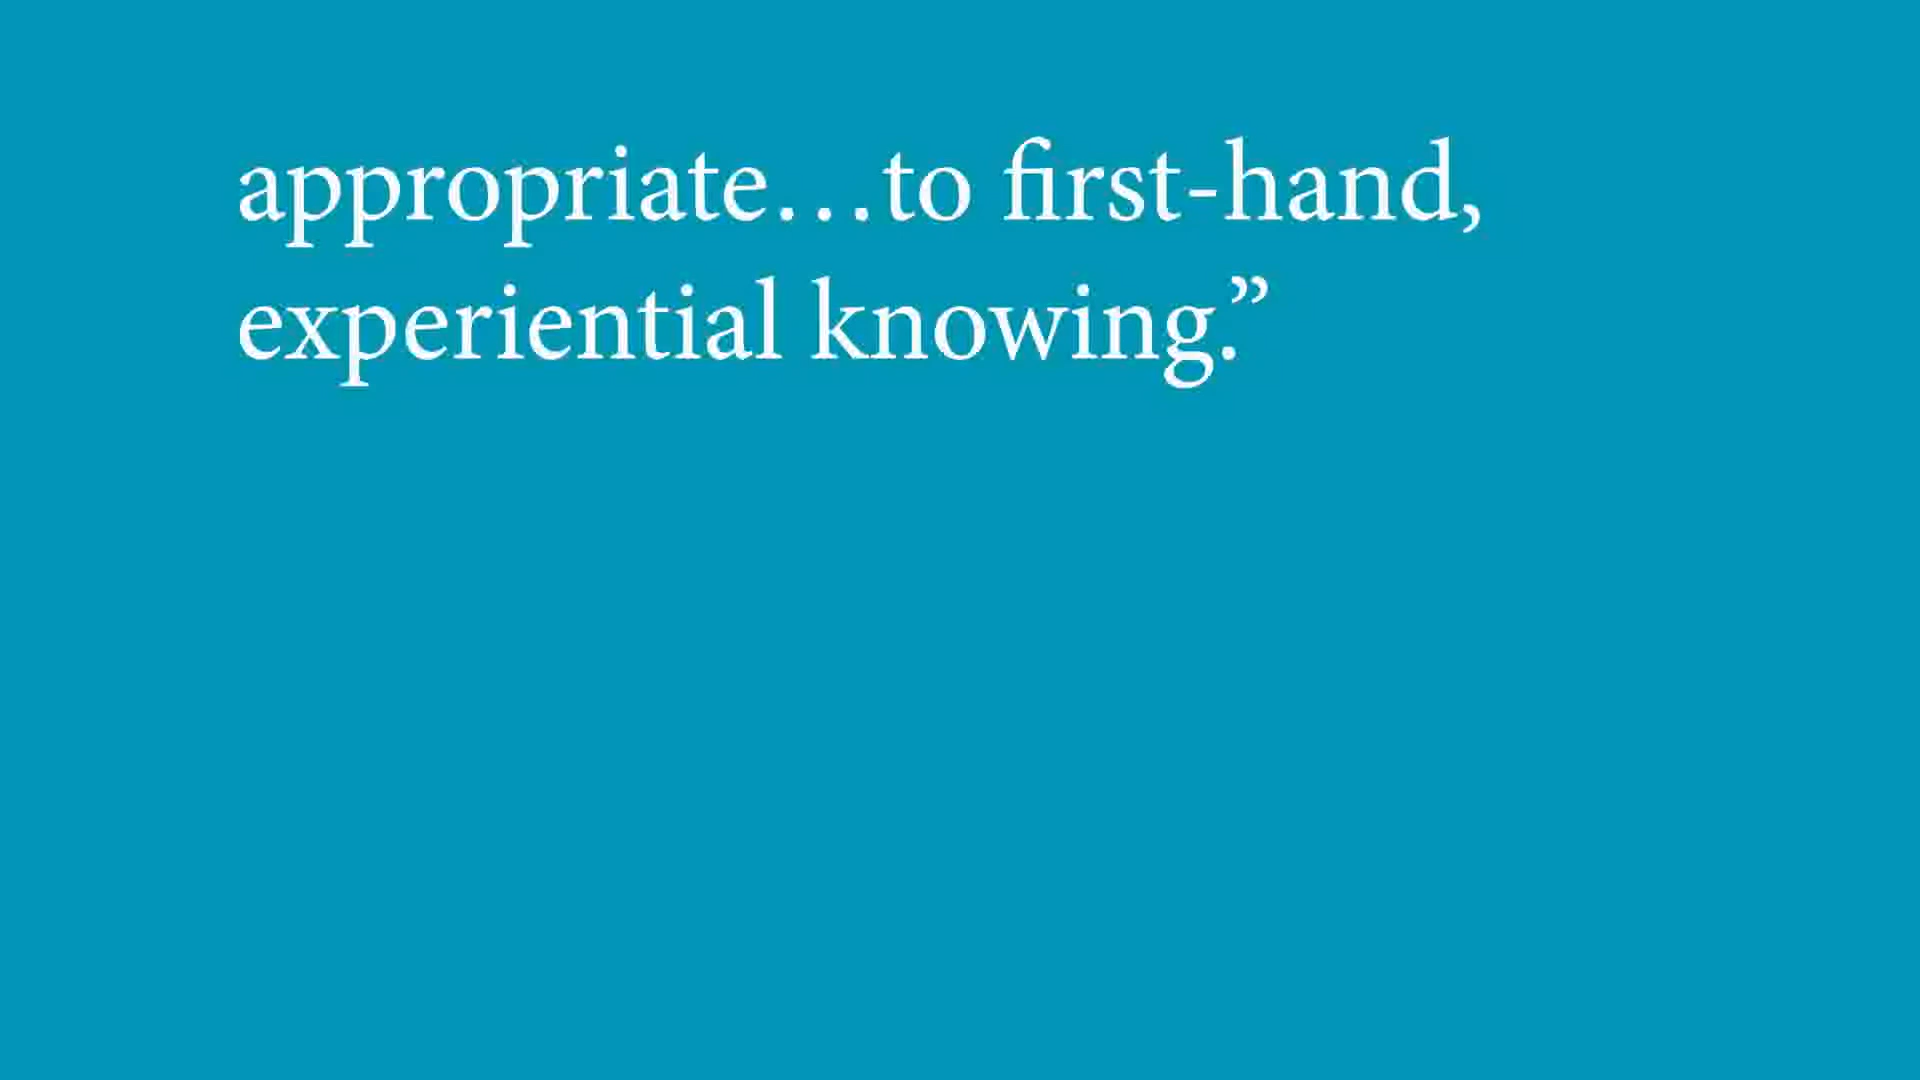 appropriate…to first-hand,
experiential knowing.”